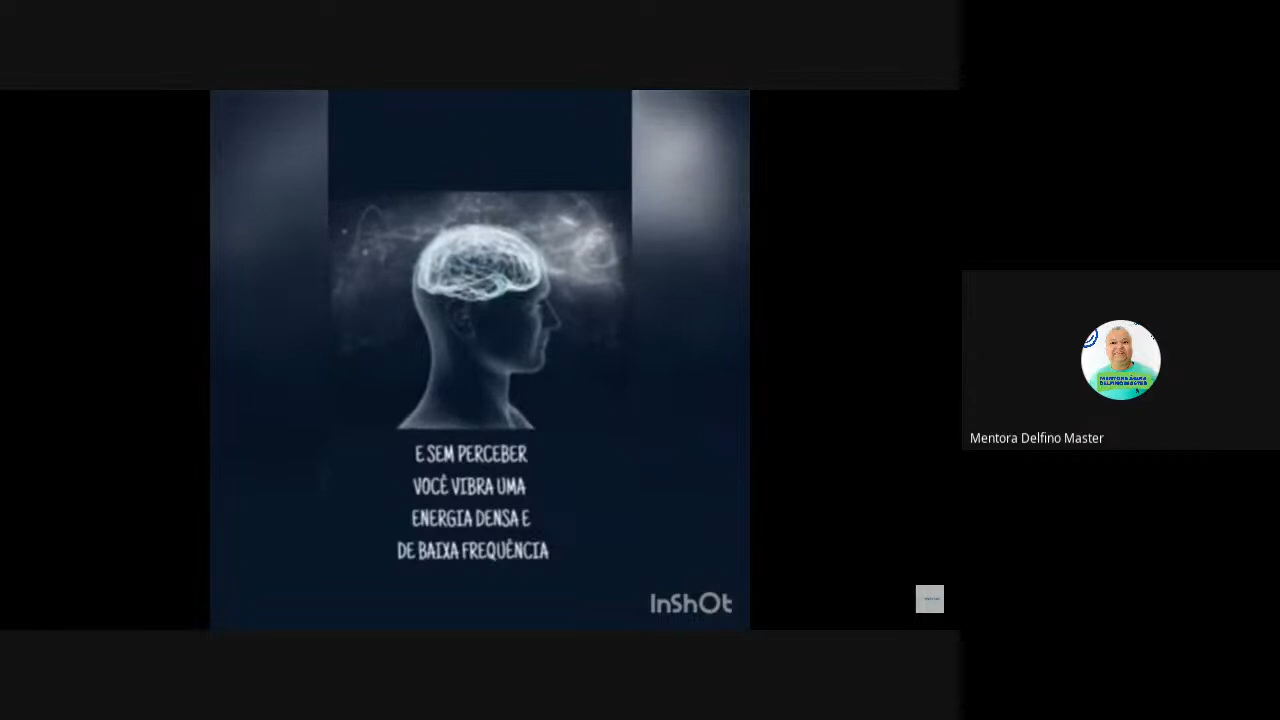 E SEM PERCEBER
VOCÊ VIBRA UMA
ENERGIA DENSA E
DE BAIXA FREQUÊNCIA
InShOt
Mentora Delfino Master